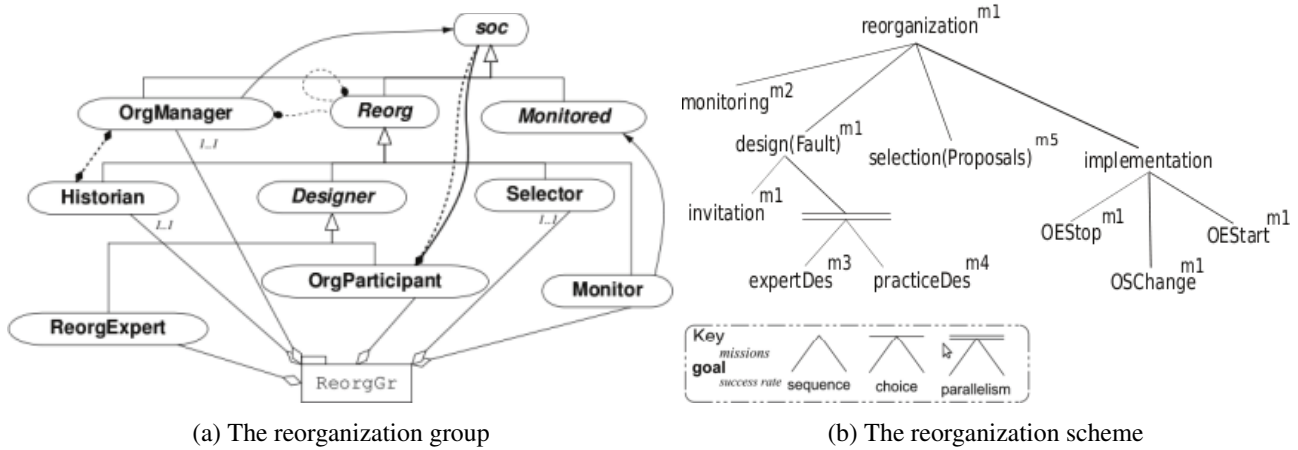 soc
OrgManager
Reorg
Monitored
1..1
Historian
Designer
Selector
1..1
1..1
OrgParticipant
Monitor
ReorgExpert
ReorgGr
(a) The reorganization group
reorganization m1
monitoring m2
design(Fault) m1
selection(Proposals) m5
implementation
invitation m1
OEStop m1
OEStart m1
expertDes m3
practiceDes m4
OSChange m1
Key
missions
goal
success rate
sequence
choice
parallelism
(b) The reorganization scheme